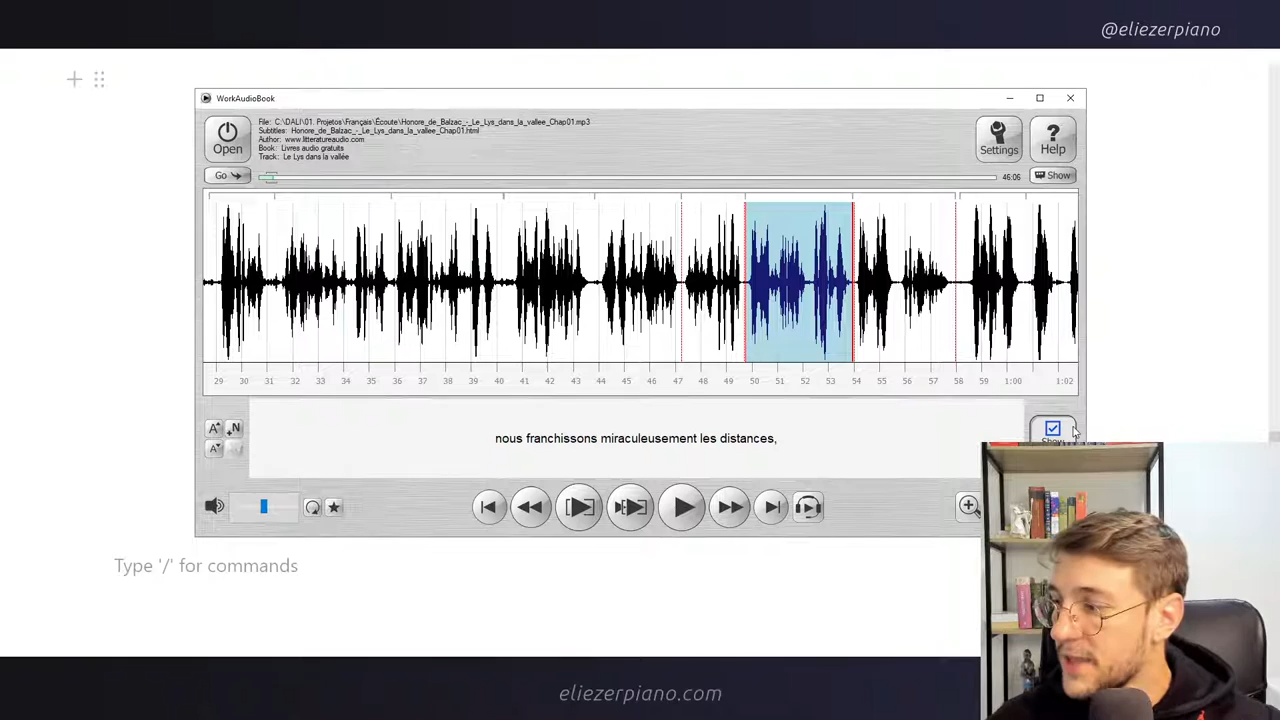 @eliezerpiano
WorkAudioBook
File: C:\DALI\01. Projetos\Français\Écoute\Honore_de_Balzac_-_Le_Lys_dans_la_vallee_Chap01.mp3
Subtitles: Honore_de_Balzac_-_Le_Lys_dans_la_vallee_Chap01.html
Author: www.litteratureaudio.com
Book: Livres audio gratuits
Track: Le Lys dans la vallée
Open
Settings
Help
Go
46:06
Show
29 30 31 32 33 34 35 36 37 38 39 40 41 42 43 44 45 46 47 48 49 50 51 52 53 54 55 56 57 58 59 1:00 1:02
A N
nous franchissons miraculeusement les distances,
Show
A
Type '/' for commands
eliezerpiano.com